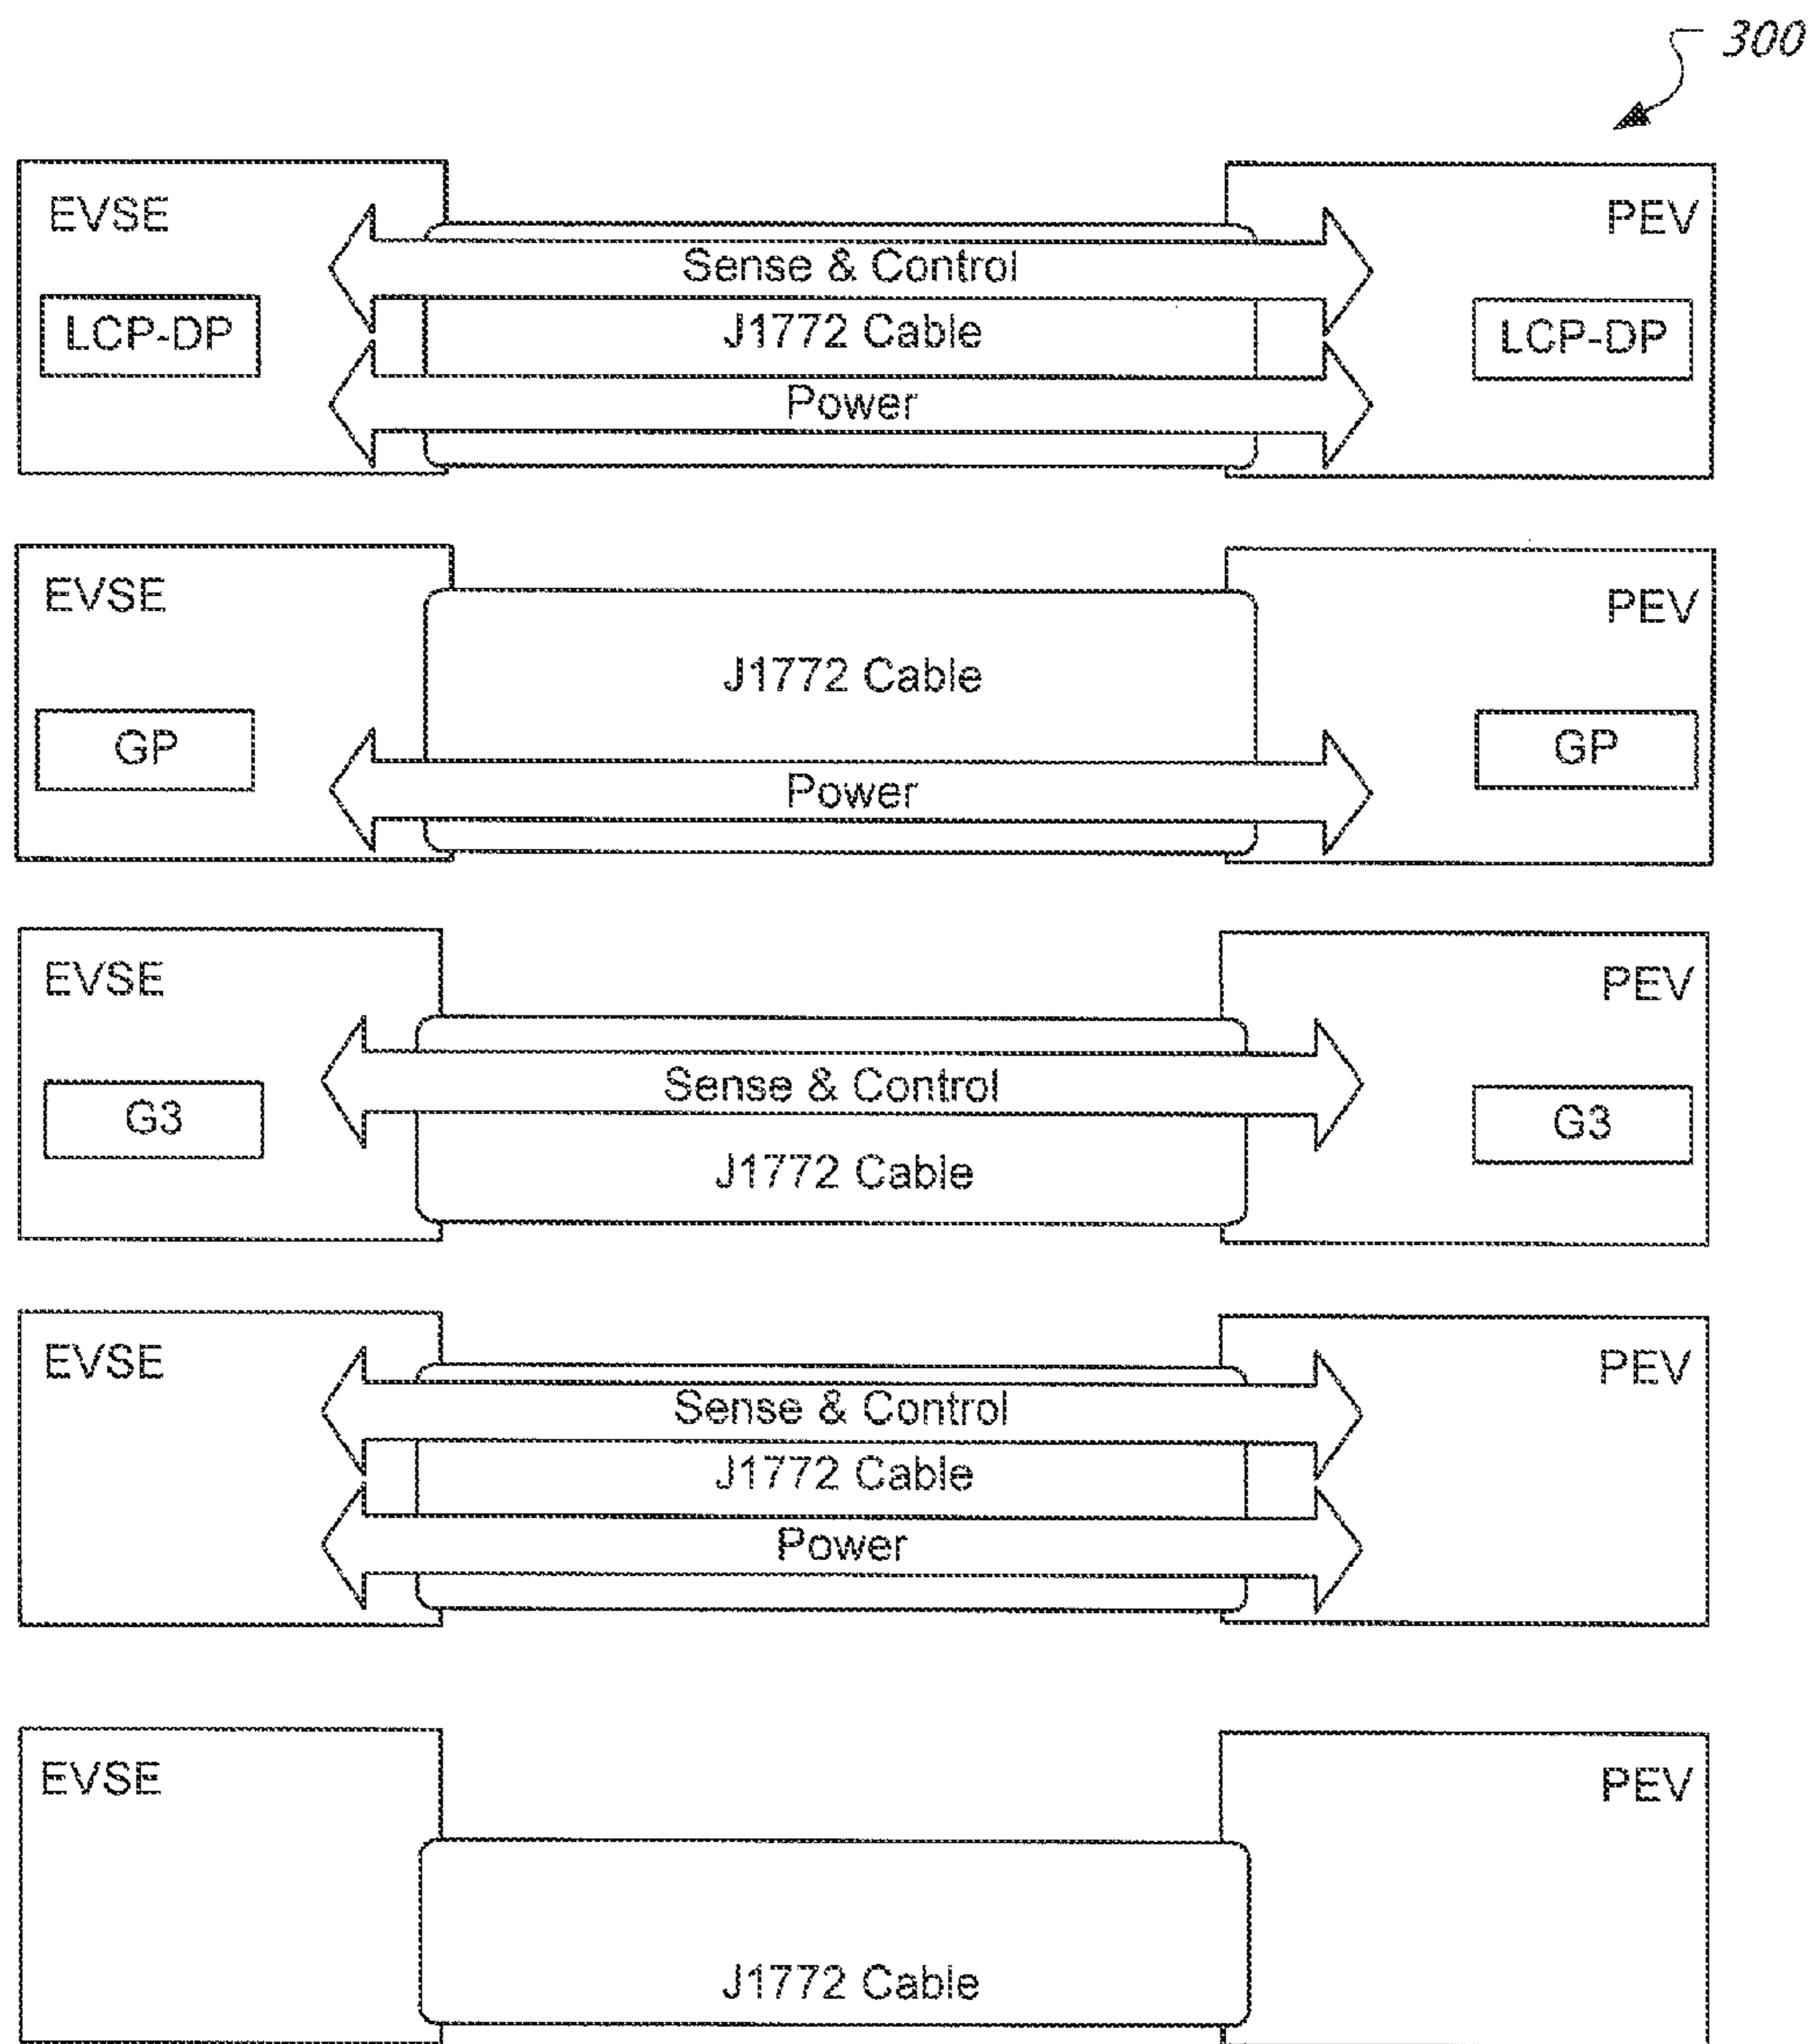 300
EVSE
PEV
Sense & Control
LCP-DP
J1772 Cable
LCP-DP
Power
EVSE
PEV
J1772 Cable
GP
GP
Power
EVSE
PEV
Sense & Control
G3
G3
J1772 Cable
EVSE
PEV
Sense & Control
J1772 Cable
Power
EVSE
PEV
J1772 Cable